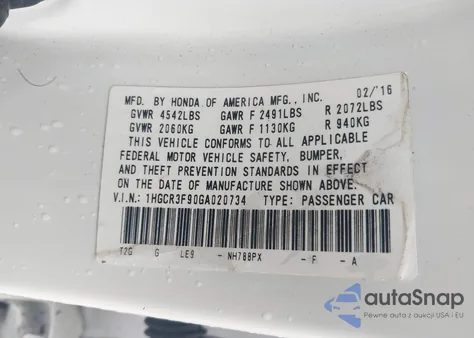 MFD. BY HONDA OF AMERICA MFG., INC. 02/'16
GVWR 4542LBS GAWR F 2491LBS R 2072LBS
GVWR 2060KG GAWR F 1130KG R 940KG
THIS VEHICLE CONFORMS TO ALL APPLICABLE
FEDERAL MOTOR VEHICLE SAFETY, BUMPER,
AND THEFT PREVENTION STANDARDS IN EFFECT
ON THE DATE OF MANUFACTURE SHOWN ABOVE.
V.I.N.: 1HGCR3F90GA020734 TYPE: PASSENGER CAR
T2G G LE9 - NH788PX - F - A
autoSnap
Pewne auta z aukcji USA i EU